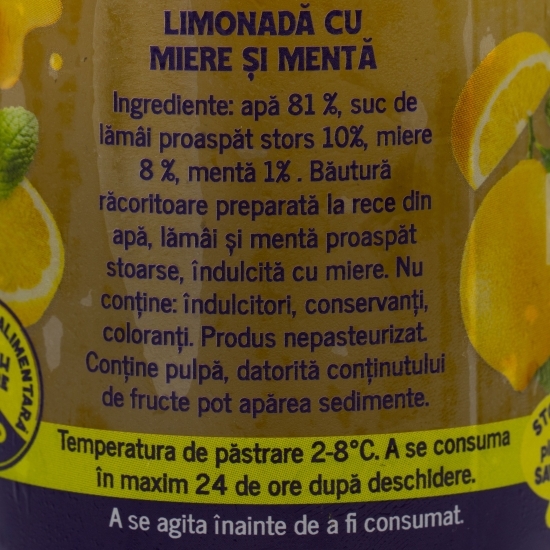 LIMONADĂ CU
MIERE ȘI MENTĂ
Ingrediente: apă 81 %, suc de
lămâi proaspăt stors 10%, miere
8 %, mentă 1% . Băutură
răcoritoare preparată la rece din
apă, lămâi și mentă proaspăt
stoarse, îndulcită cu miere. Nu
conține: îndulcitori, conservanți,
coloranți. Produs nepasteurizat.
Conține pulpă, datorită conținutului
de fructe pot apărea sedimente.
ALIMENTARA
Temperatura de păstrare 2-8°C. A se consuma
în maxim 24 de ore după deschidere.
A se agita înainte de a fi consumat.